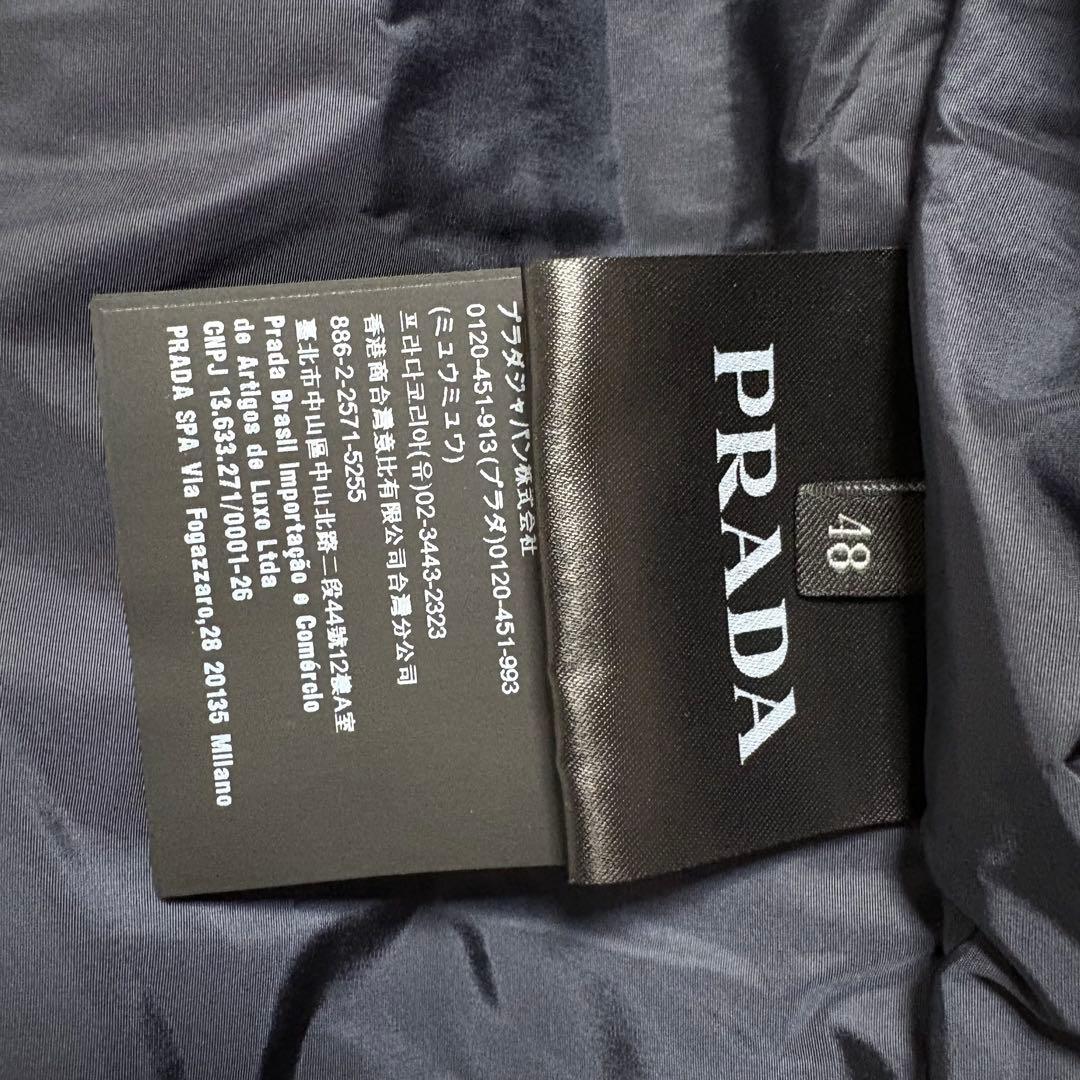 48
PRADA
プラダジャパン株式会社
0120-451-913(プラダ)0120-451-993
(ミュウミュウ)
프라다코리아(유)02-3443-2323
香港商台灣意比有限公司台灣分公司
886-2-2571-5255
臺北市中山區中山北路二段44號12樓A室
Prada Brasil Importação e Comércio
de Artigos de Luxo Ltda
CNPJ 13.633.271/0001-26
PRADA SPA Via Fogazzaro,28 20135 Milano